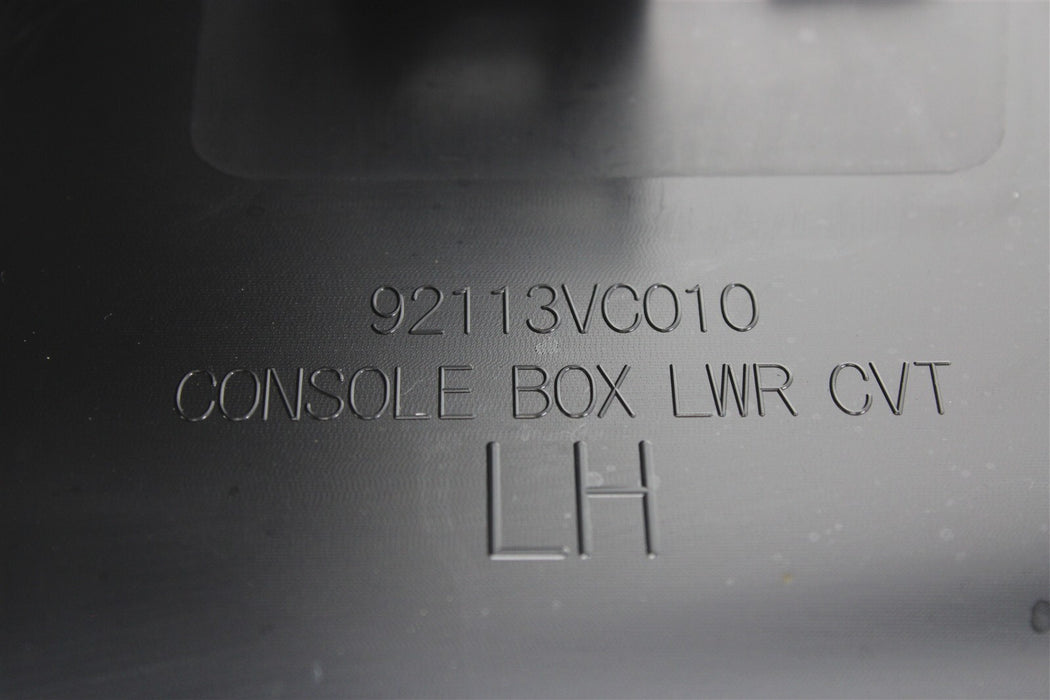 92113VC010
CONSOLE BOX LWR CVT
LH